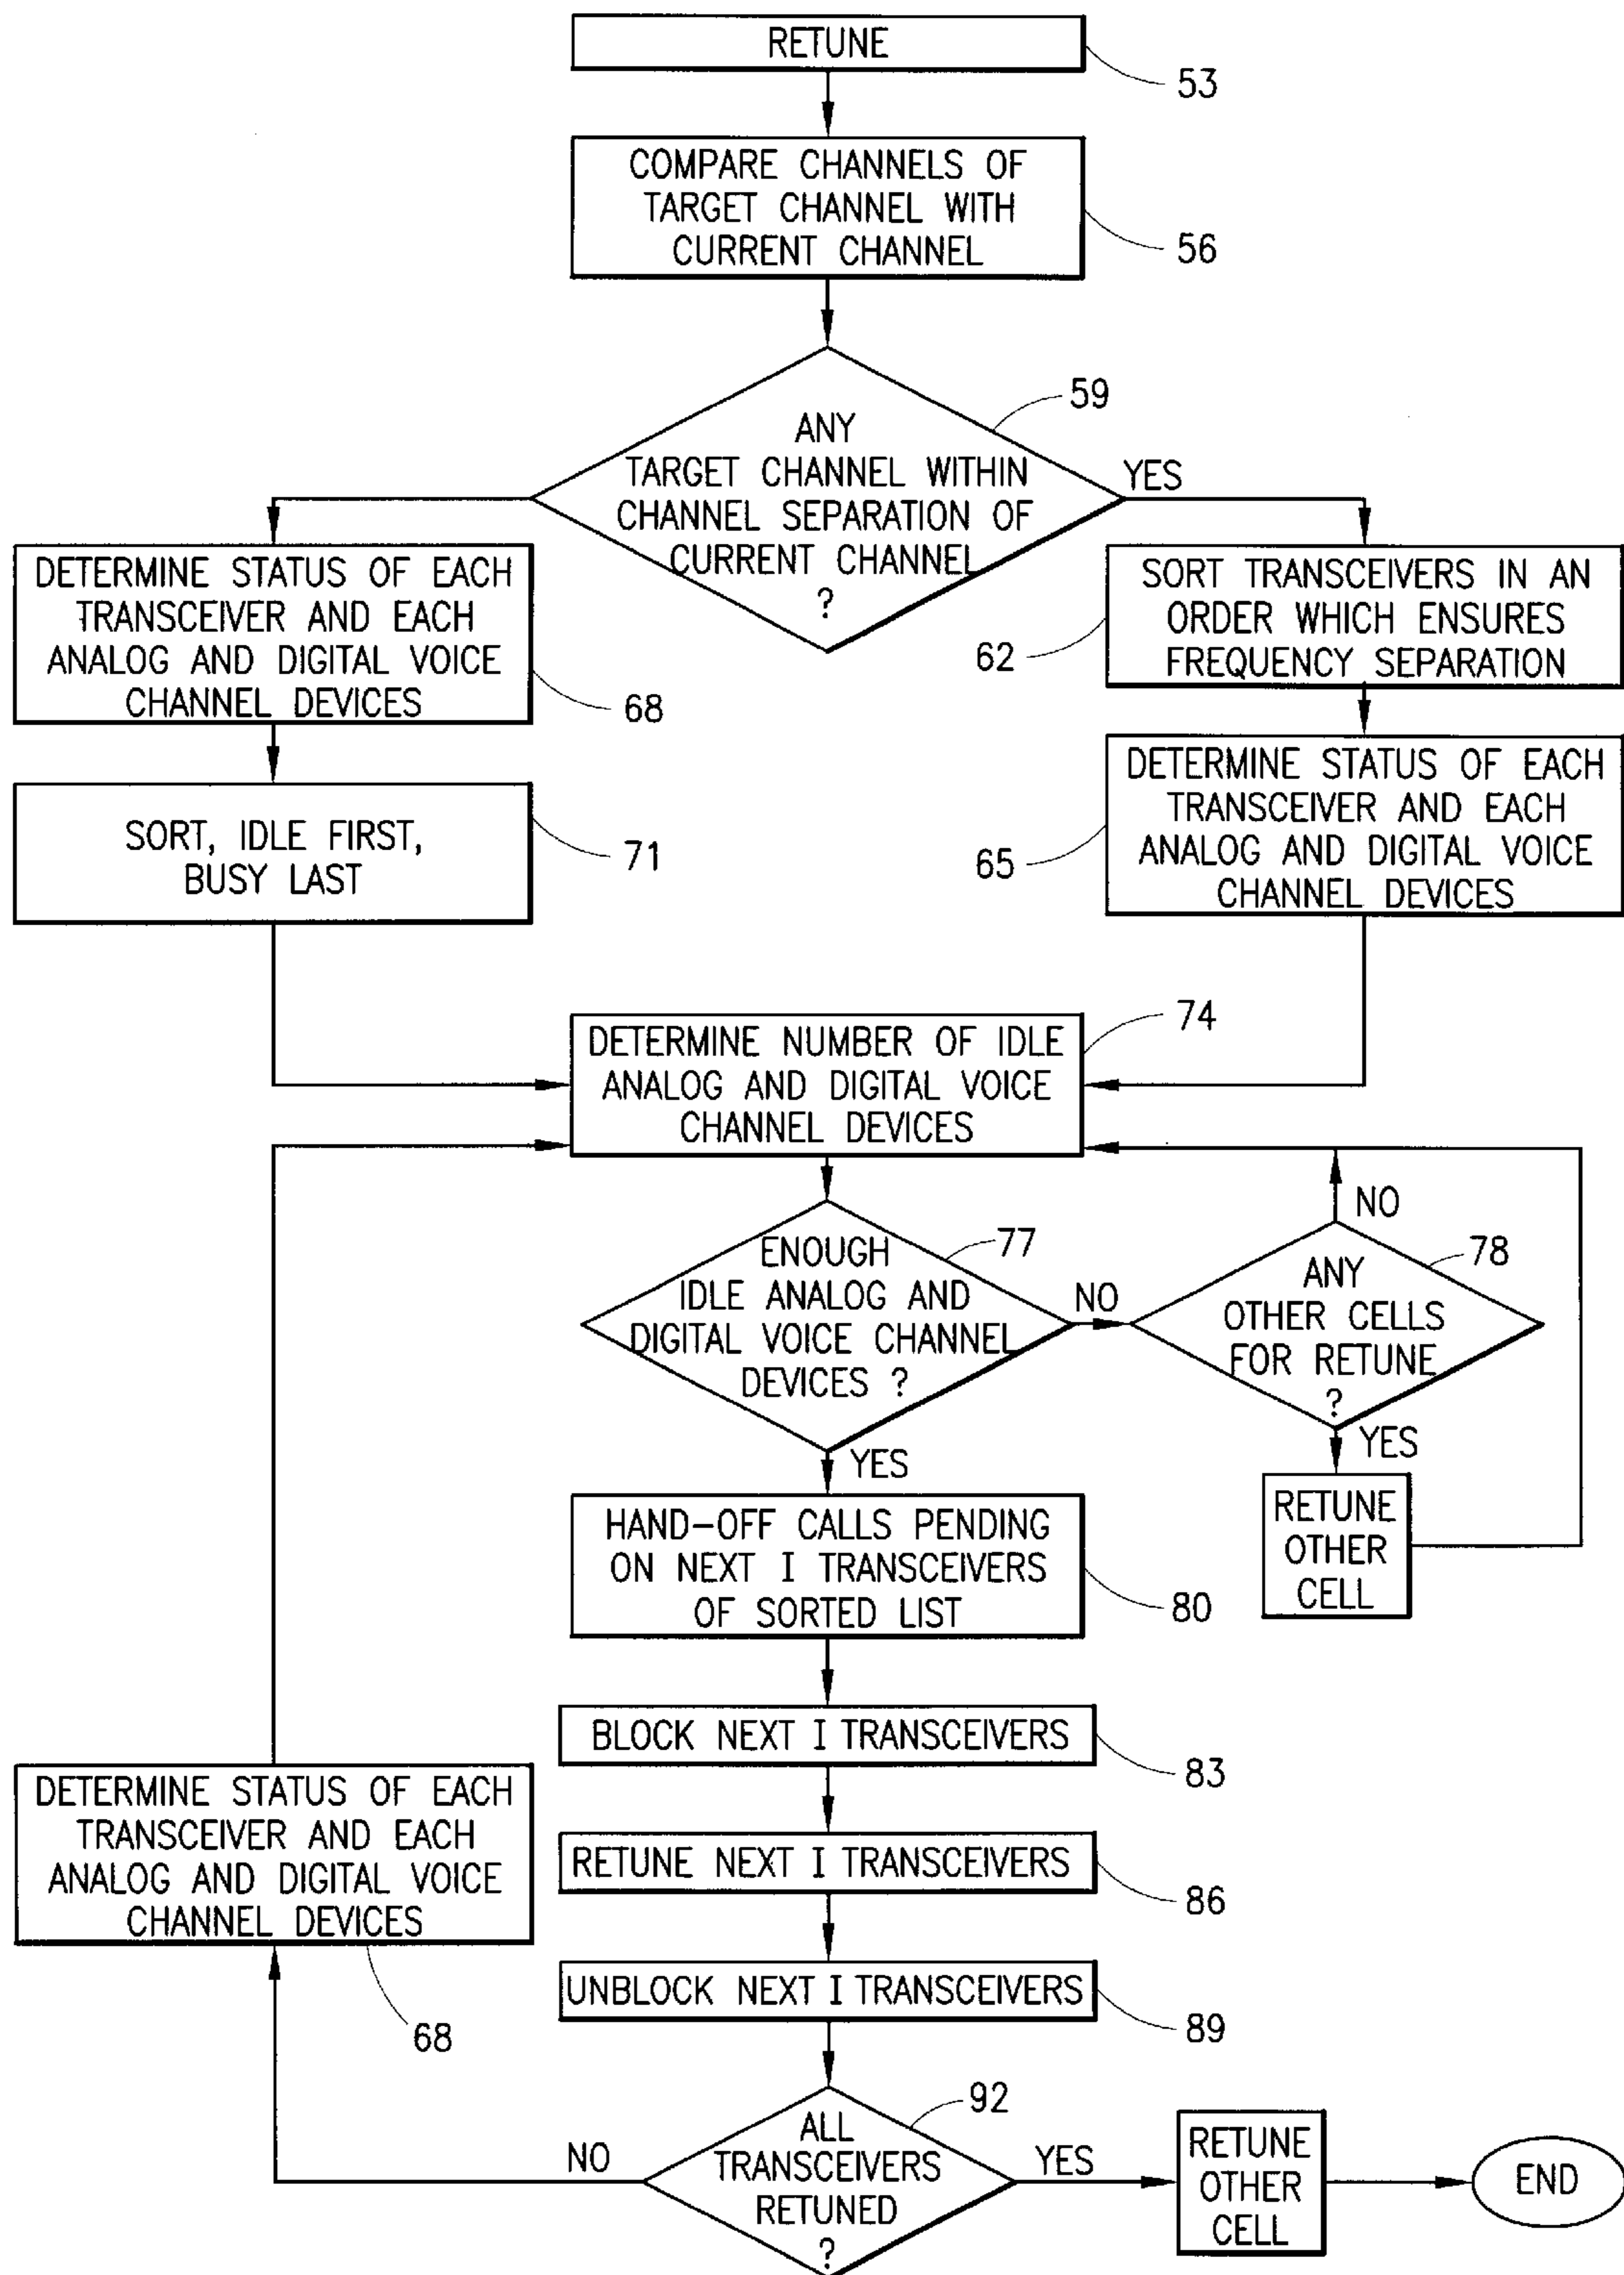 RETUNE
53
COMPARE CHANNELS OF
TARGET CHANNEL WITH
CURRENT CHANNEL
56
59
ANY
TARGET CHANNEL WITHIN
CHANNEL SEPARATION OF
CURRENT CHANNEL
?
YES
DETERMINE STATUS OF EACH
TRANSCEIVER AND EACH
ANALOG AND DIGITAL VOICE
CHANNEL DEVICES
68
SORT TRANSCEIVERS IN AN
ORDER WHICH ENSURES
FREQUENCY SEPARATION
62
SORT, IDLE FIRST,
BUSY LAST
71
DETERMINE STATUS OF EACH
TRANSCEIVER AND EACH
ANALOG AND DIGITAL VOICE
CHANNEL DEVICES
65
74
DETERMINE NUMBER OF IDLE
ANALOG AND DIGITAL VOICE
CHANNEL DEVICES
ENOUGH
IDLE ANALOG AND
DIGITAL VOICE CHANNEL
DEVICES ?
77
NO
YES
NO
78
ANY
OTHER CELLS
FOR RETUNE
?
YES
RETUNE
OTHER
CELL
HAND-OFF CALLS PENDING
ON NEXT I TRANSCEIVERS
OF SORTED LIST
80
BLOCK NEXT I TRANSCEIVERS
83
RETUNE NEXT I TRANSCEIVERS
86
UNBLOCK NEXT I TRANSCEIVERS
89
DETERMINE STATUS OF EACH
TRANSCEIVER AND EACH
ANALOG AND DIGITAL VOICE
CHANNEL DEVICES
68
92
ALL
TRANSCEIVERS
RETUNED
?
NO
YES
RETUNE
OTHER
CELL
END